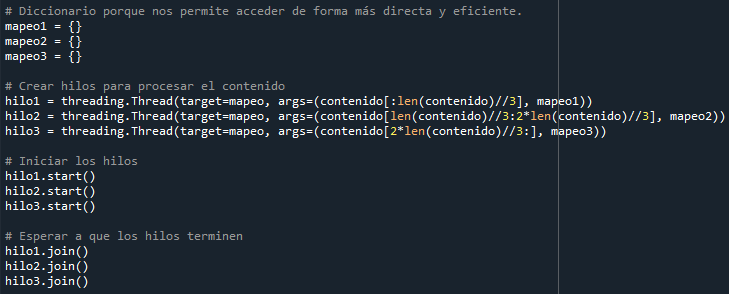 # Diccionario porque nos permite acceder de forma más directa y eficiente.
mapeo1 = {}
mapeo2 = {}
mapeo3 = {}
# Crear hilos para procesar el contenido
hilo1 = threading.Thread(target=mapeo, args=(contenido[:len(contenido)//3], mapeo1))
hilo2 = threading.Thread(target=mapeo, args=(contenido[len(contenido)//3:2*len(contenido)//3], mapeo2))
hilo3 = threading.Thread(target=mapeo, args=(contenido[2*len(contenido)//3:], mapeo3))
# Iniciar los hilos
hilo1.start()
hilo2.start()
hilo3.start()
# Esperar a que los hilos terminen
hilo1.join()
hilo2.join()
hilo3.join()